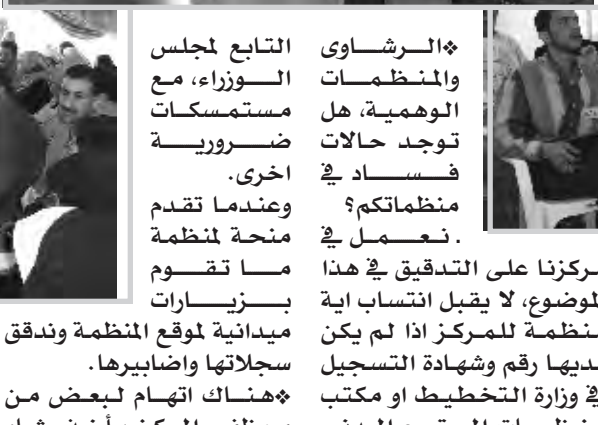 ❖الـرشـاوى
والمنظمات
الوهمية، هل
توجد حالات
فساد في
منظماتكم؟
. نعمل في
مركزنا على التدقيق في هذا
الموضوع، لا يقبل انتساب اية
منظمة للمركز اذا لم يكن
لديها رقم وشهادة التسجيل
في وزارة التخطيط او مكتب
التابع لمجلس
الوزراء، مع
مستمسكات
ضرورية
اخرى.
وعندما تقدم
منحة لمنظمة
ما تقوم
بزيارات
ميدانية لموقع المنظمة وندقق
سجلاتها واضابيرها.
❖هناك اتهام لبعض من